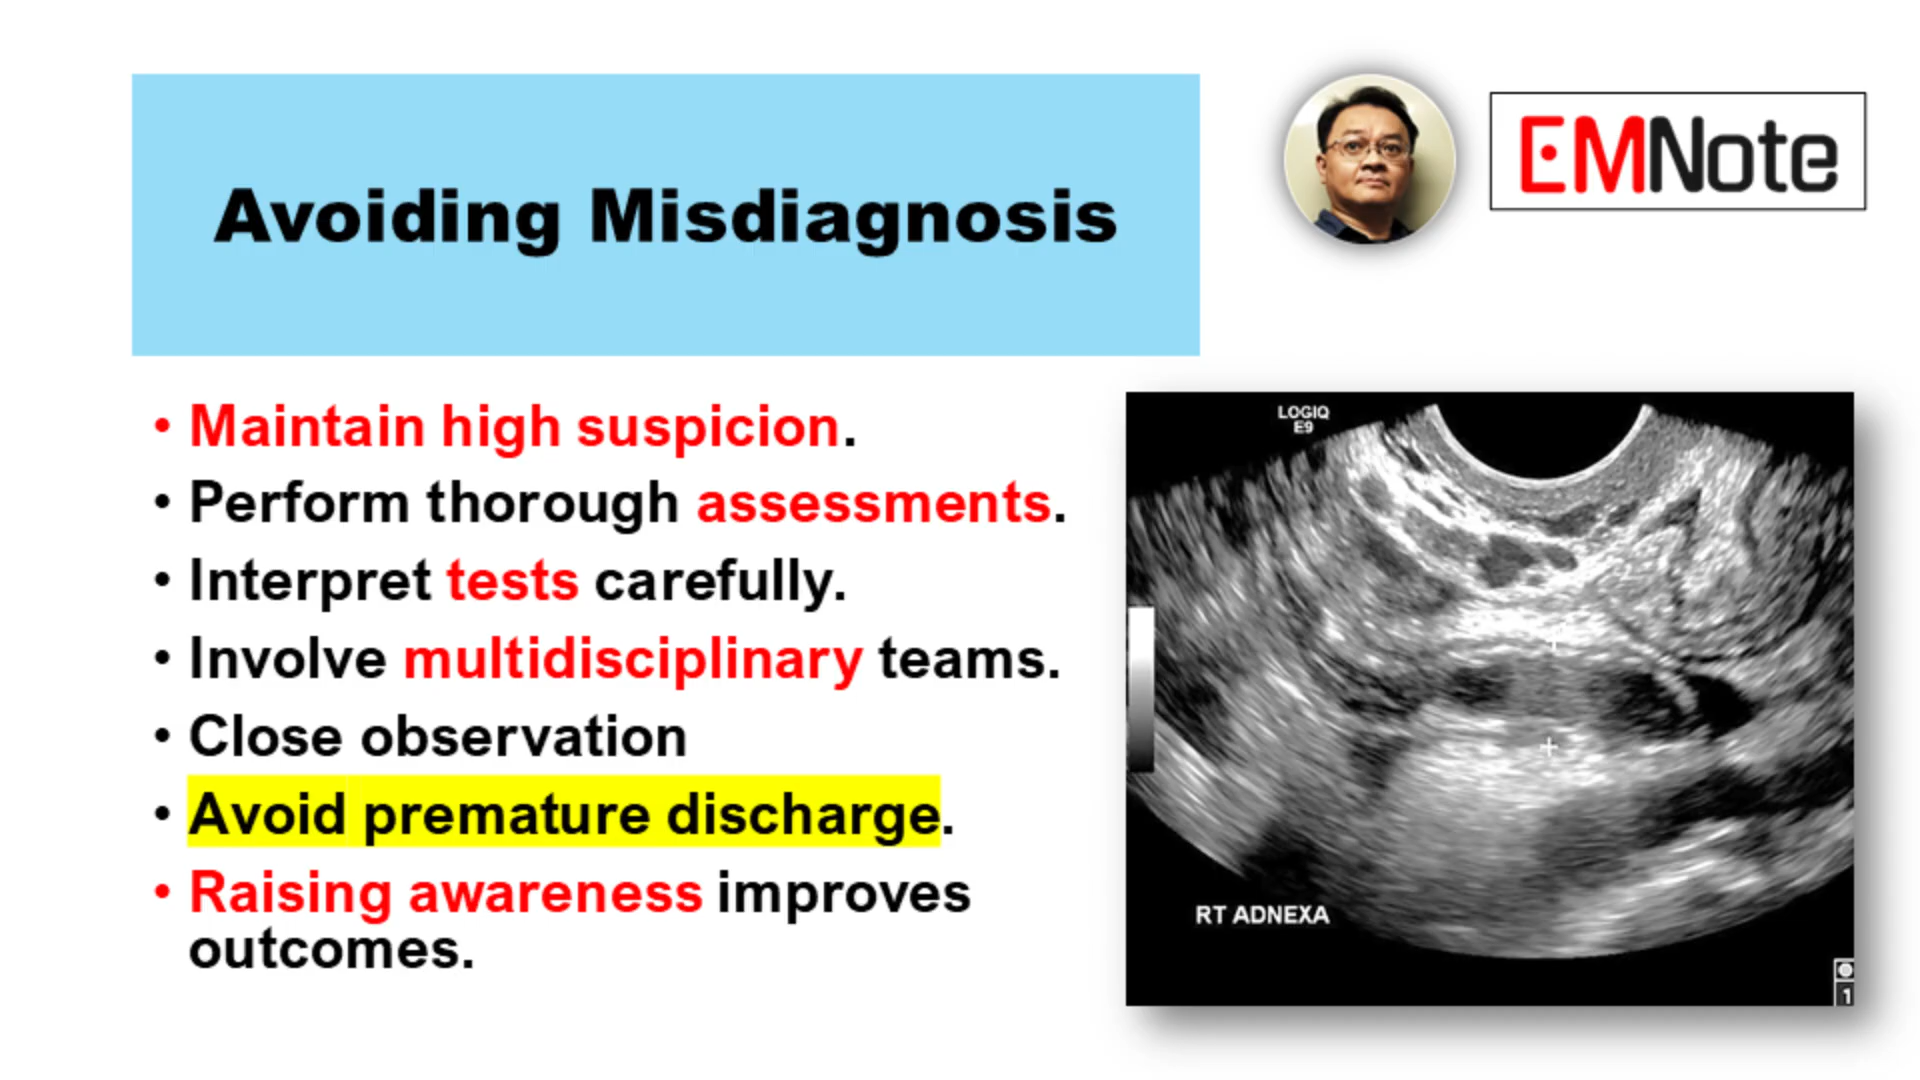 Avoiding Misdiagnosis
EMNote
• Maintain high suspicion.
• Perform thorough assessments.
• Interpret tests carefully.
• Involve multidisciplinary teams.
• Close observation
• Avoid premature discharge.
• Raising awareness improves
outcomes.
LOGIQ
E9
RT ADNEXA
1